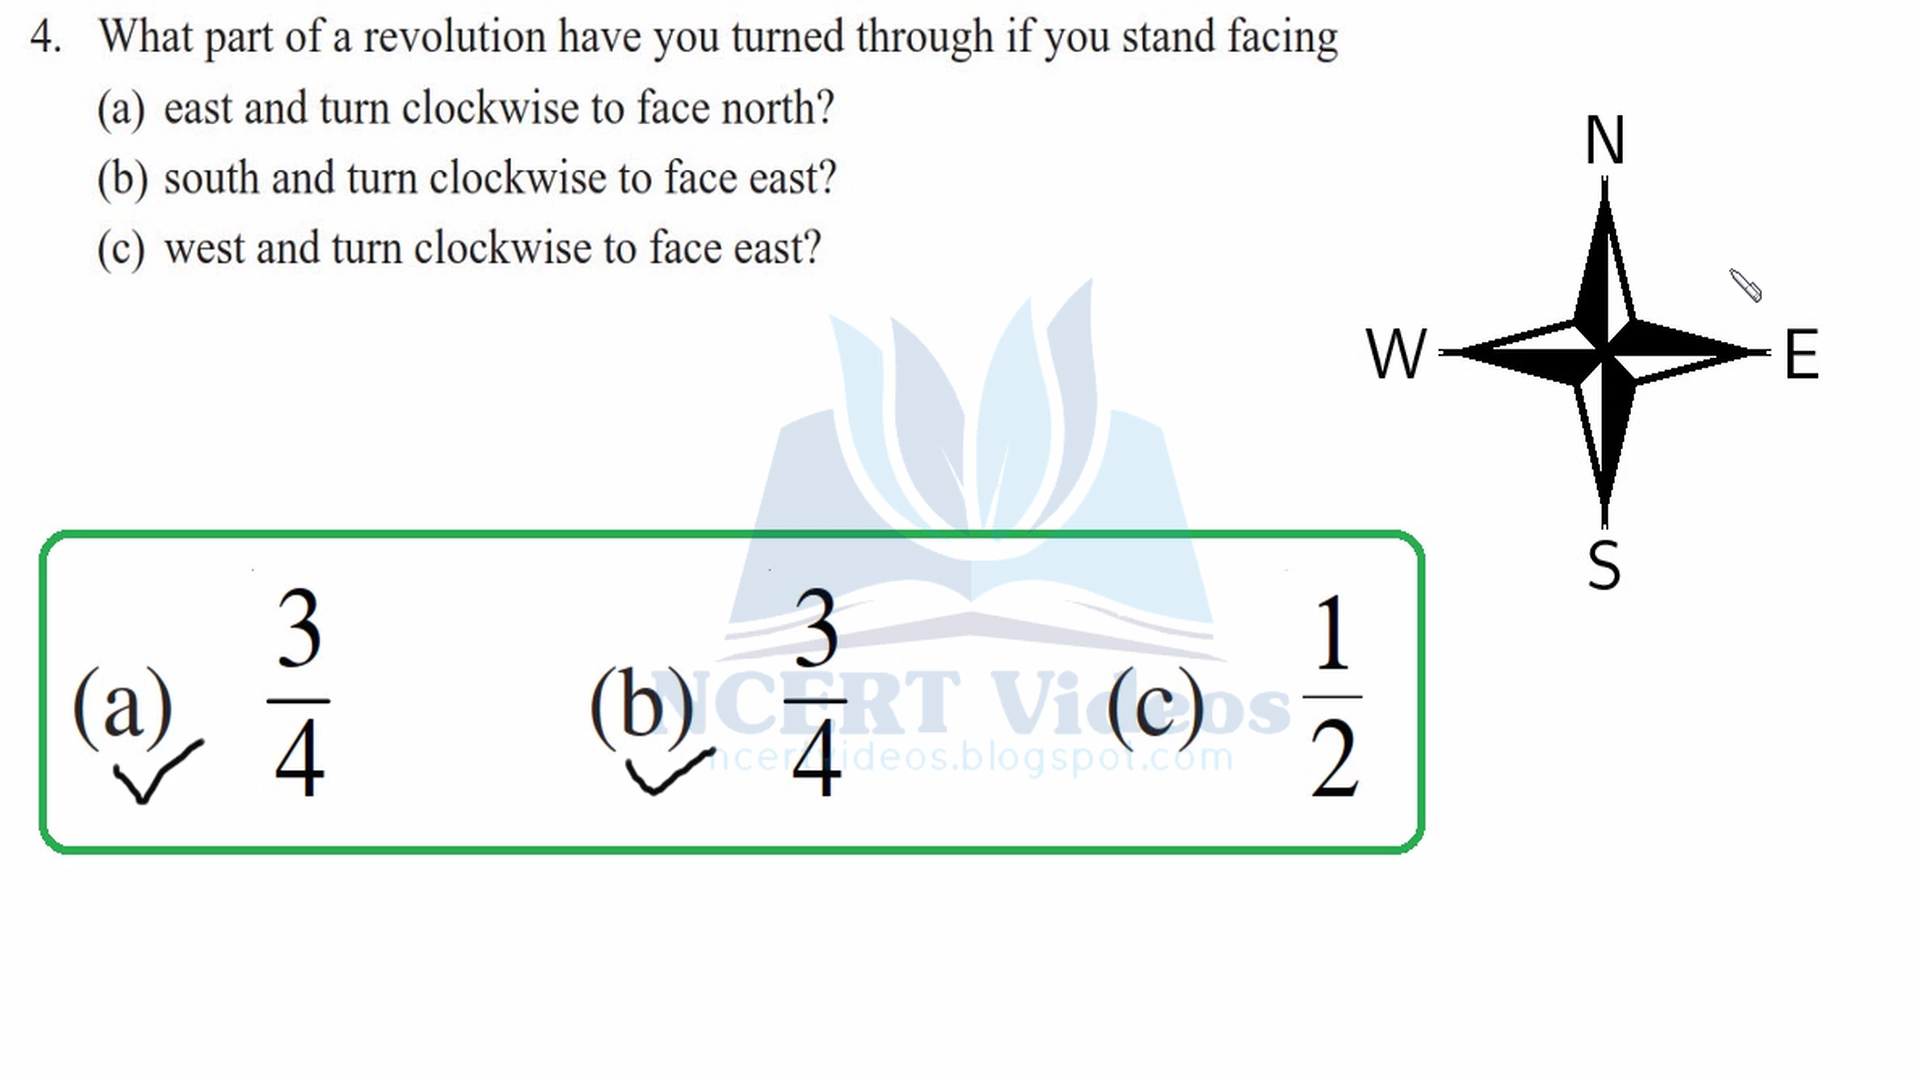 4. What part of a revolution have you turned through if you stand facing
(a) east and turn clockwise to face north?
(b) south and turn clockwise to face east?
(c) west and turn clockwise to face east?
N
W E
S
(a) 3/4 (b) 3/4 (c) 1/2
NCERT Videos
ncertvideos.blogspot.com